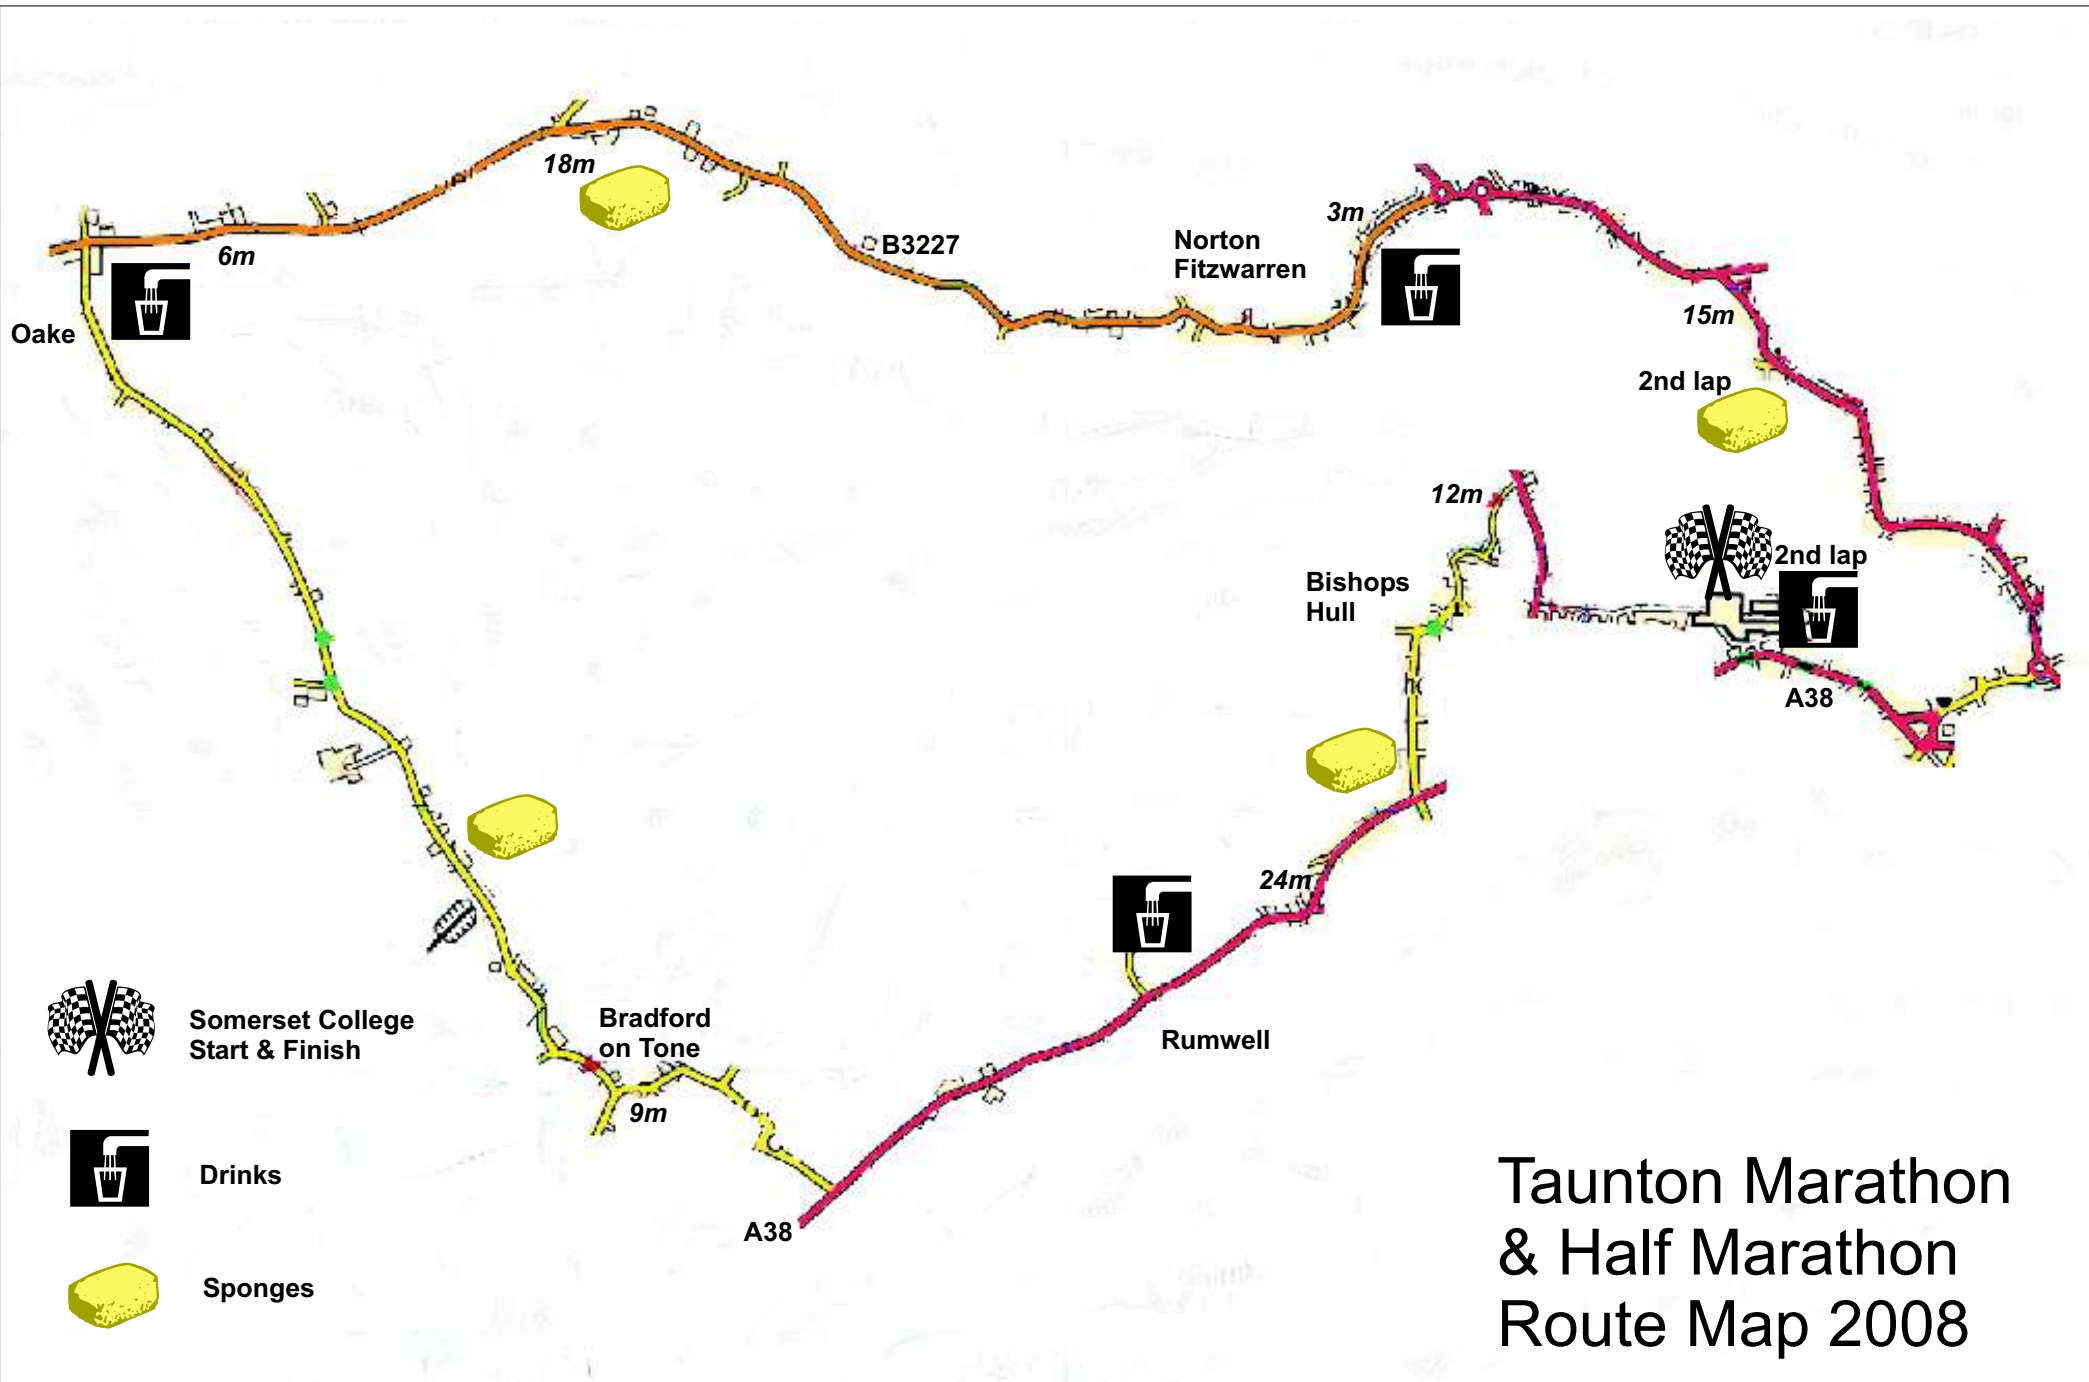 18m
3m
6m
B3227
Norton
Fitzwarren
Oake
15m
2nd lap
12m
2nd lap
Bishops
Hull
A38
24m
Somerset College
Start & Finish
Bradford
on Tone
Rumwell
9m
Drinks
A38
Sponges
Taunton Marathon
& Half Marathon
Route Map 2008